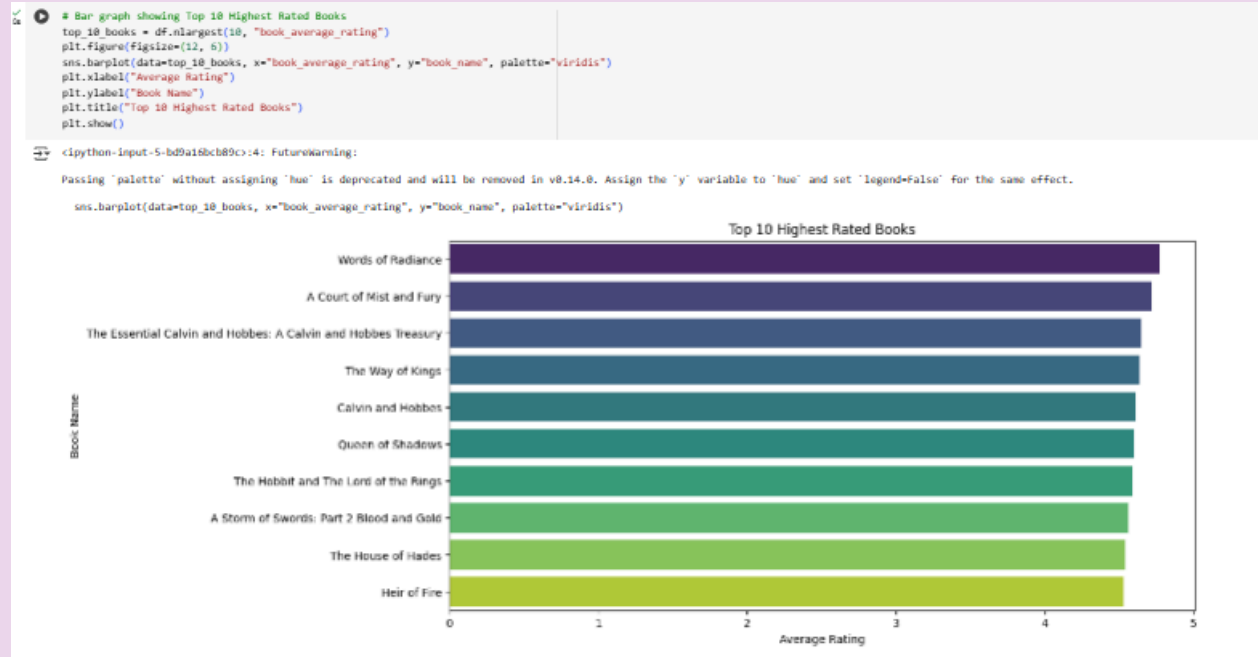 # Bar graph showing Top 10 Highest Rated Books
top_10_books = df.nlargest(10, "book_average_rating")
plt.figure(figsize=(12, 6))
sns.barplot(data=top_10_books, x="book_average_rating", y="book_name", palette="viridis")
plt.xlabel("Average Rating")
plt.ylabel("Book Name")
plt.title("Top 10 Highest Rated Books")
plt.show()
<ipython-input-5-bd9a16bcb89c>:4: FutureWarning:
Passing `palette` without assigning `hue` is deprecated and will be removed in v0.14.0. Assign the `y` variable to `hue` and set `legend=False` for the same effect.
sns.barplot(data=top_10_books, x="book_average_rating", y="book_name", palette="viridis")
Top 10 Highest Rated Books
Words of Radiance
A Court of Mist and Fury
The Essential Calvin and Hobbes: A Calvin and Hobbes Treasury
The Way of Kings
Calvin and Hobbes
Queen of Shadows
The Hobbit and The Lord of the Rings
A Storm of Swords: Part 2 Blood and Gold
The House of Hades
Heir of Fire
Book Name
0 1 2 3 4 5
Average Rating